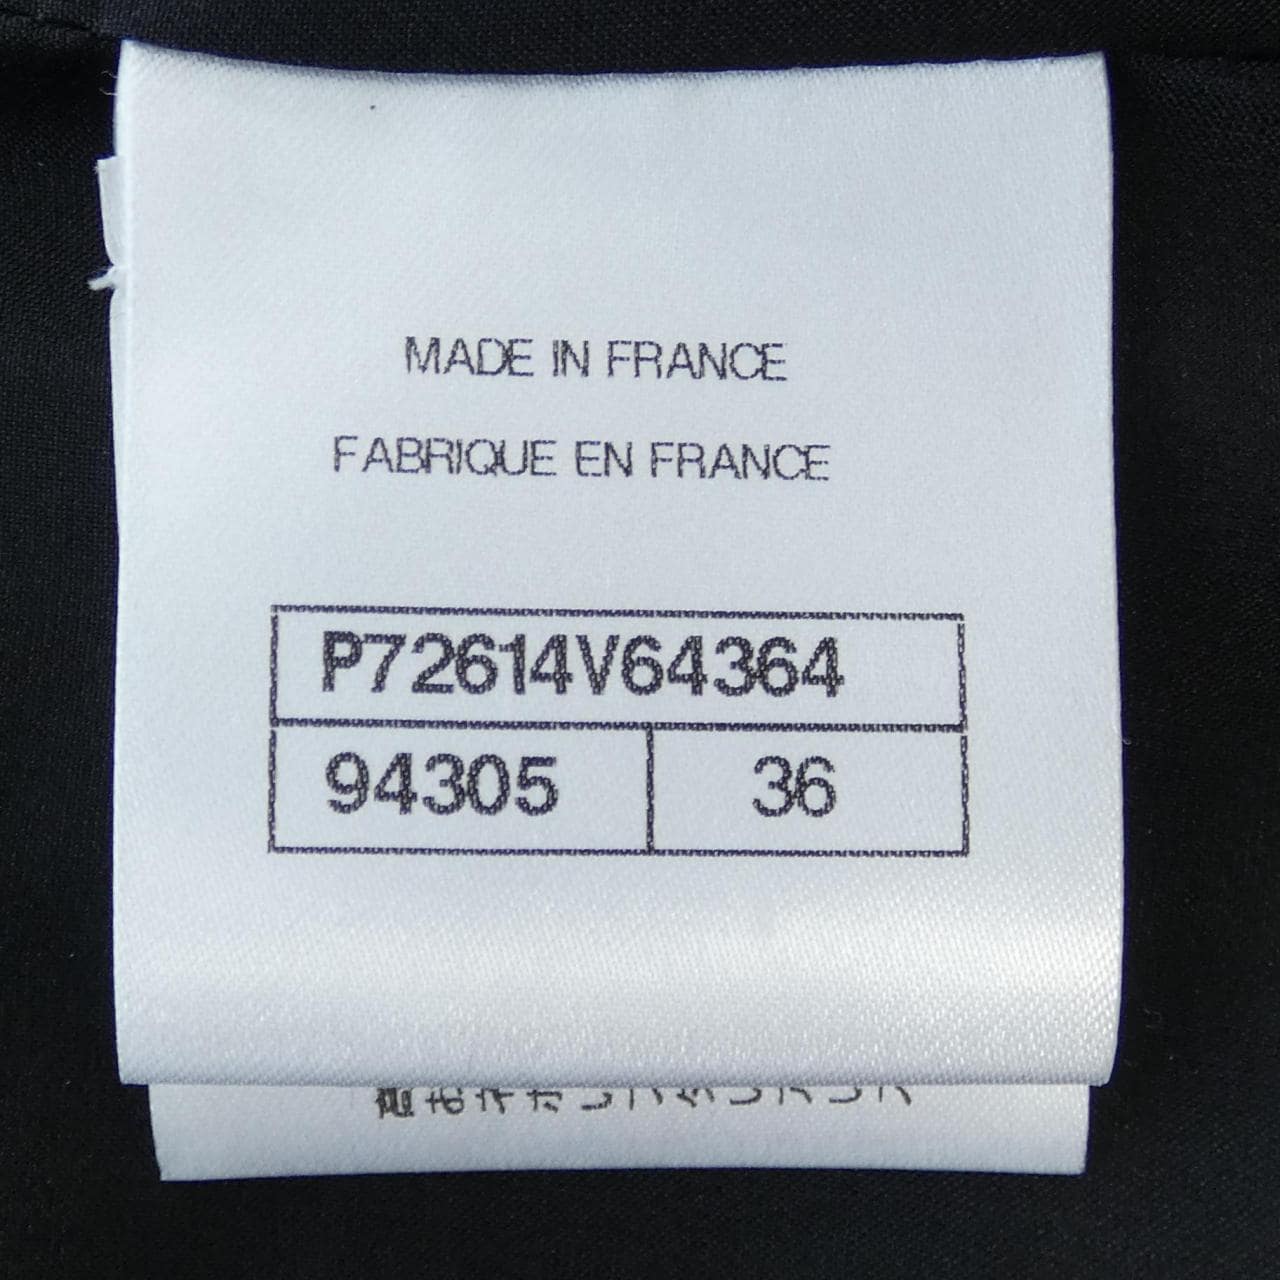 MADE IN FRANCE
FABRIQUE EN FRANCE
P72614V64364
94305
36